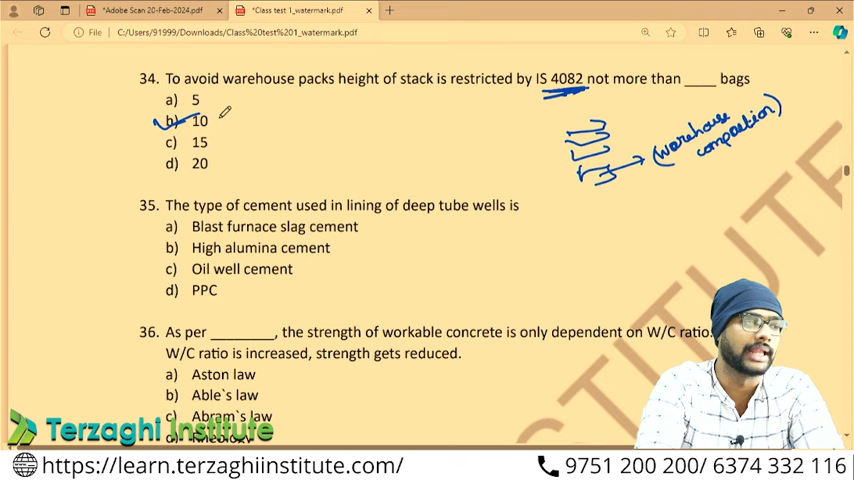 *Adobe Scan 20-Feb-2024.pdf
*Class test 1_watermark.pdf
File
C:/Users/91999/Downloads/Class%20test%201_watermark.pdf
34. To avoid warehouse packs height of stack is restricted by IS 4082 not more than ____ bags
a) 5
b) 10
c) 15
d) 20
(warehouse
compaction)
35. The type of cement used in lining of deep tube wells is
a) Blast furnace slag cement
b) High alumina cement
c) Oil well cement
d) PPC
36. As per _________, the strength of workable concrete is only dependent on W/C ratio.
W/C ratio is increased, strength gets reduced.
a) Aston law
b) Able`s law
c) Abram`s law
d) Rheology
INSTITUTE
Terzaghi Institute
https://learn.terzaghiinstitute.com/
9751 200 200/ 6374 332 116